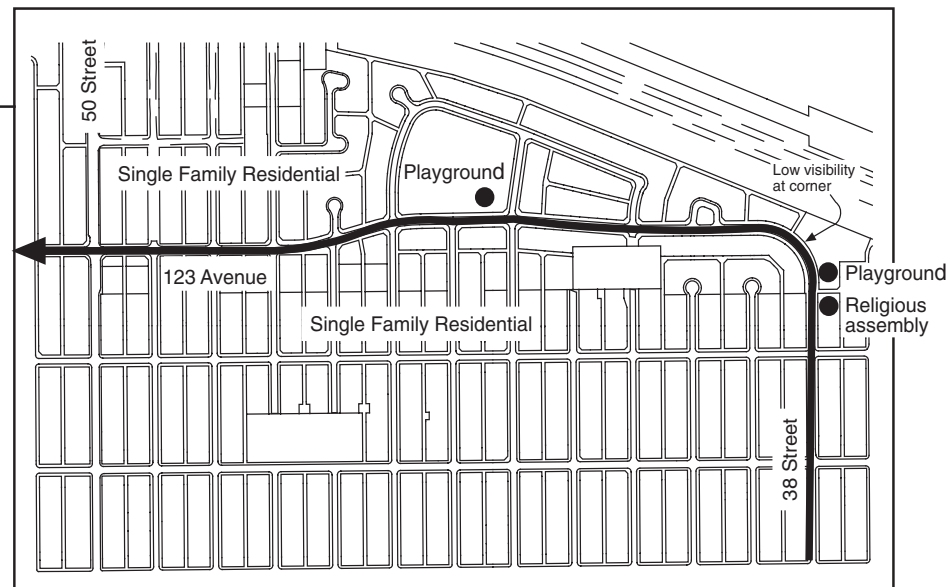 50 Street
Low visibility
at corner
Single Family Residential
Playground
123 Avenue
Playground
Religious
assembly
Single Family Residential
38 Street